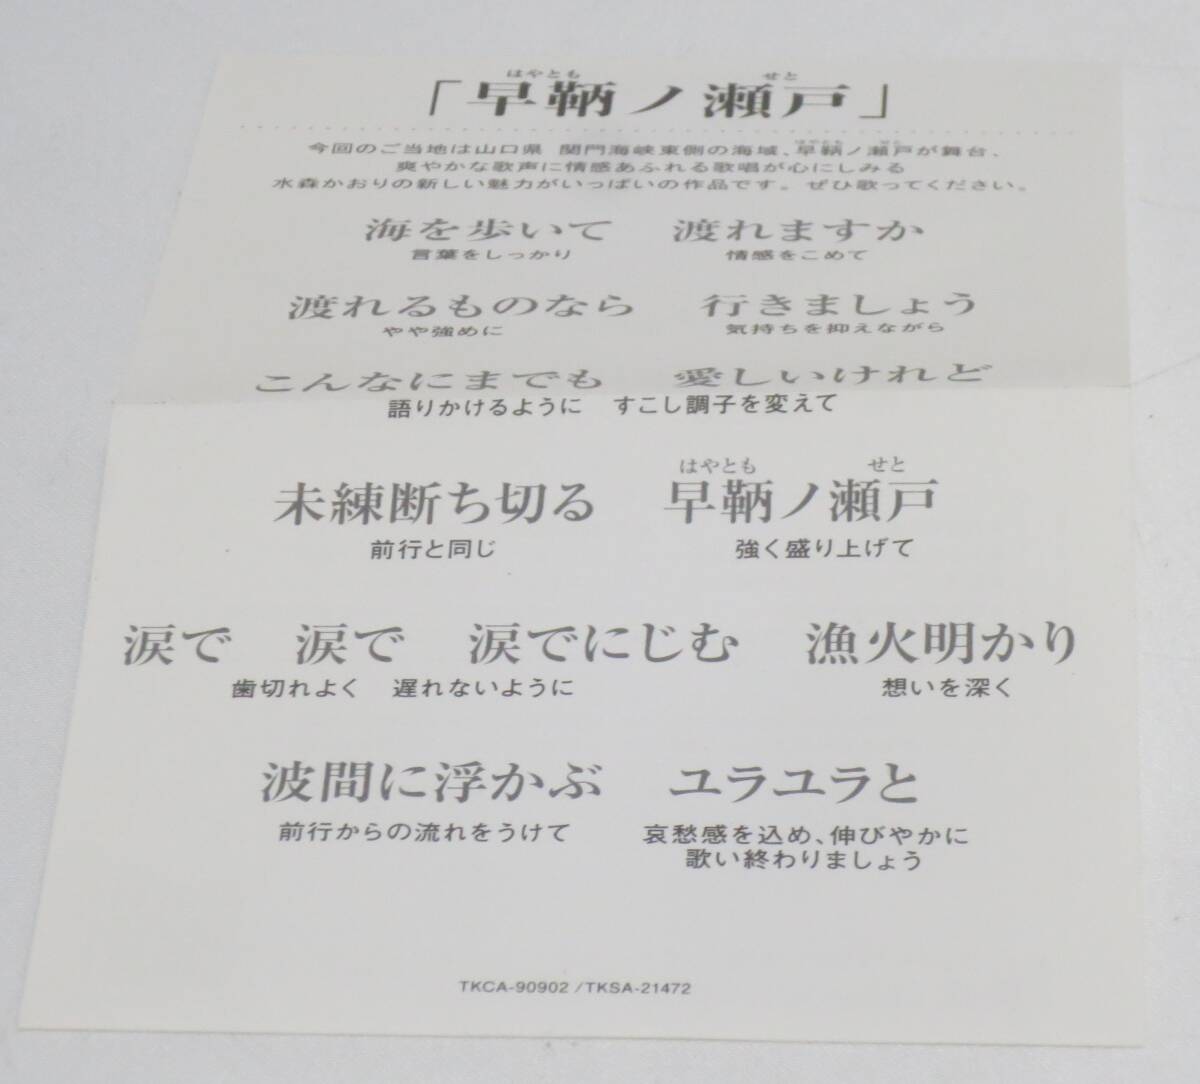 はやとも せと
「早鞆ノ瀬戸」
はやとも せと
今回のご当地は山口県 関門海峡東側の海域、早鞆ノ瀬戸が舞台、
爽やかな歌声に情感あふれる歌唱が心にしみる
水森かおりの新しい魅力がいっぱいの作品です。ぜひ歌ってください。
海を歩いて 渡れますか
言葉をしっかり 情感をこめて
渡れるものなら 行きましょう
やや強めに 気持ちを抑えながら
こんなにまでも 愛しいけれど
語りかけるように すこし調子を変えて
はやとも せと
未練断ち切る 早鞆ノ瀬戸
前行と同じ 強く盛り上げて
涙で 涙で 涙でにじむ 漁火明かり
歯切れよく 遅れないように 想いを深く
波間に浮かぶ ユラユラと
前行からの流れをうけて 哀愁感を込め、伸びやかに
歌い終わりましょう
TKCA-90902/TKSA-21472